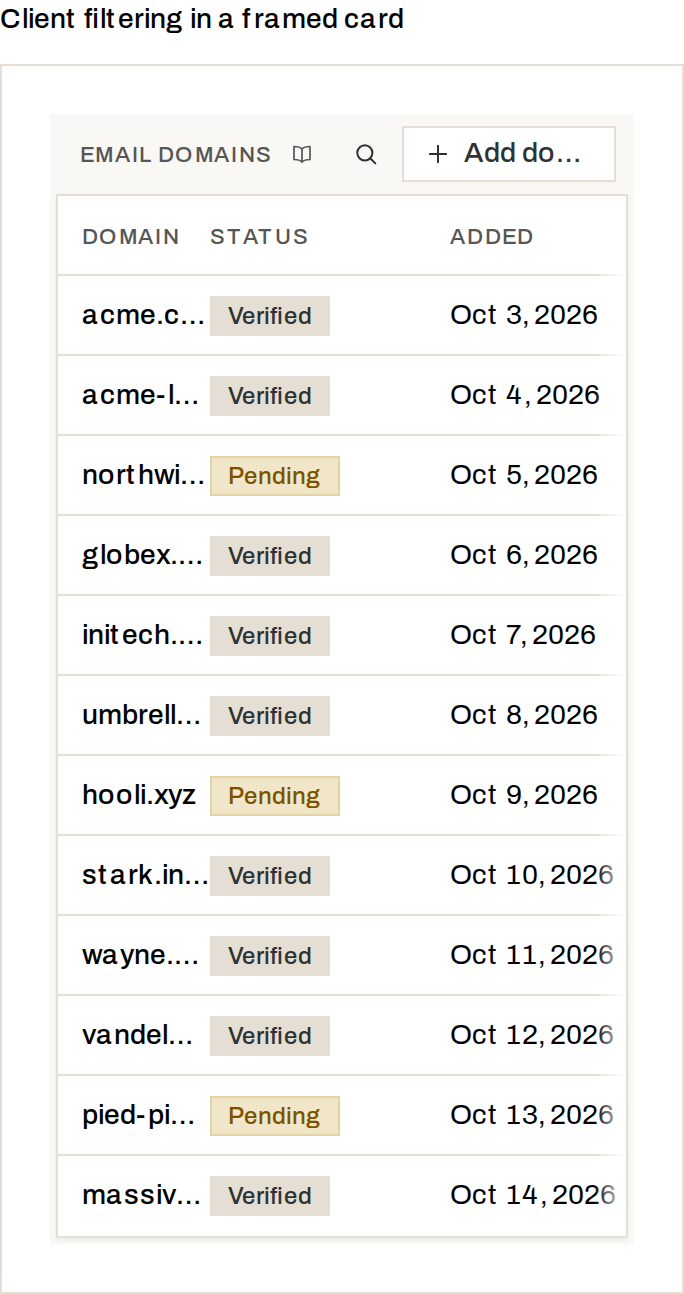 Client filtering in a framed card
EMAIL DOMAINS + Add do...
DOMAIN STATUS ADDED
acme.c... Verified Oct 3, 2026
acme-l... Verified Oct 4, 2026
northwi... Pending Oct 5, 2026
globex.... Verified Oct 6, 2026
initech.... Verified Oct 7, 2026
umbrell... Verified Oct 8, 2026
hooli.xyz Pending Oct 9, 2026
stark.in... Verified Oct 10, 2026
wayne.... Verified Oct 11, 2026
vandel... Verified Oct 12, 2026
pied-pi... Pending Oct 13, 2026
massiv... Verified Oct 14, 2026